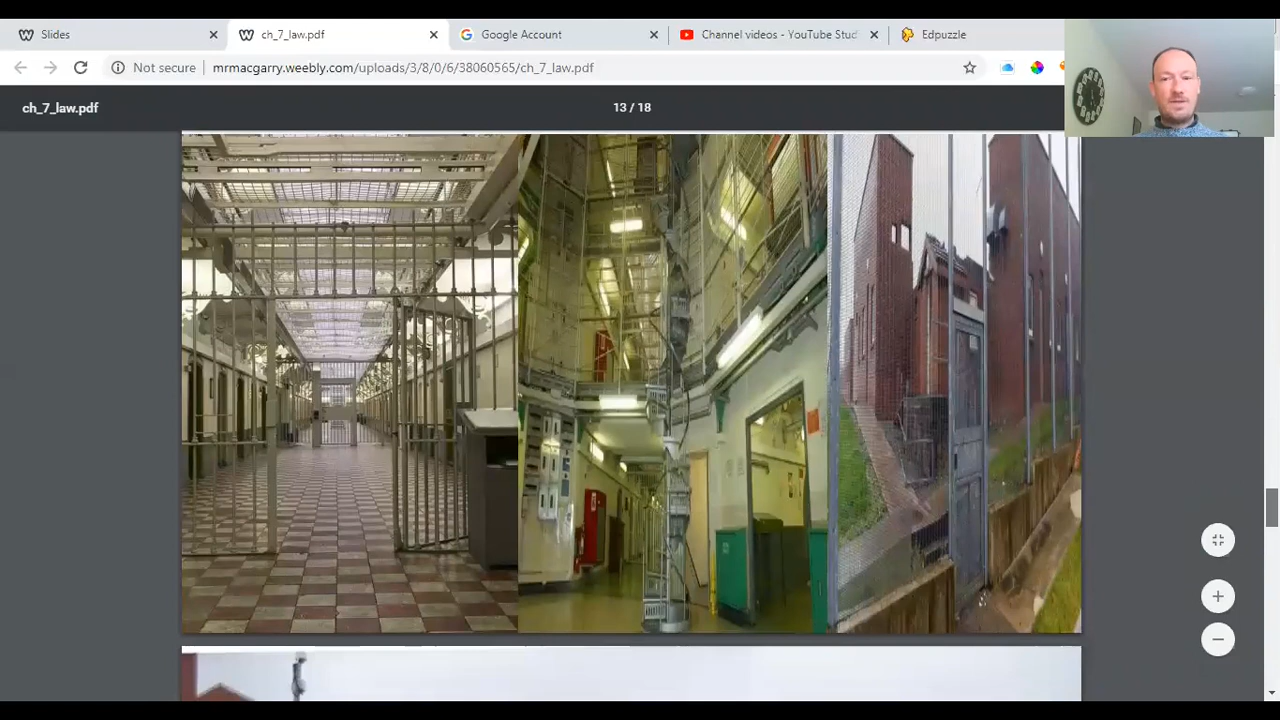 Slides
ch_7_law.pdf
Google Account
Channel videos - YouTube Stud
Edpuzzle
Not secure
mrmacgarry.weebly.com/uploads/3/8/0/6/38060565/ch_7_law.pdf
ch_7_law.pdf
13 / 18